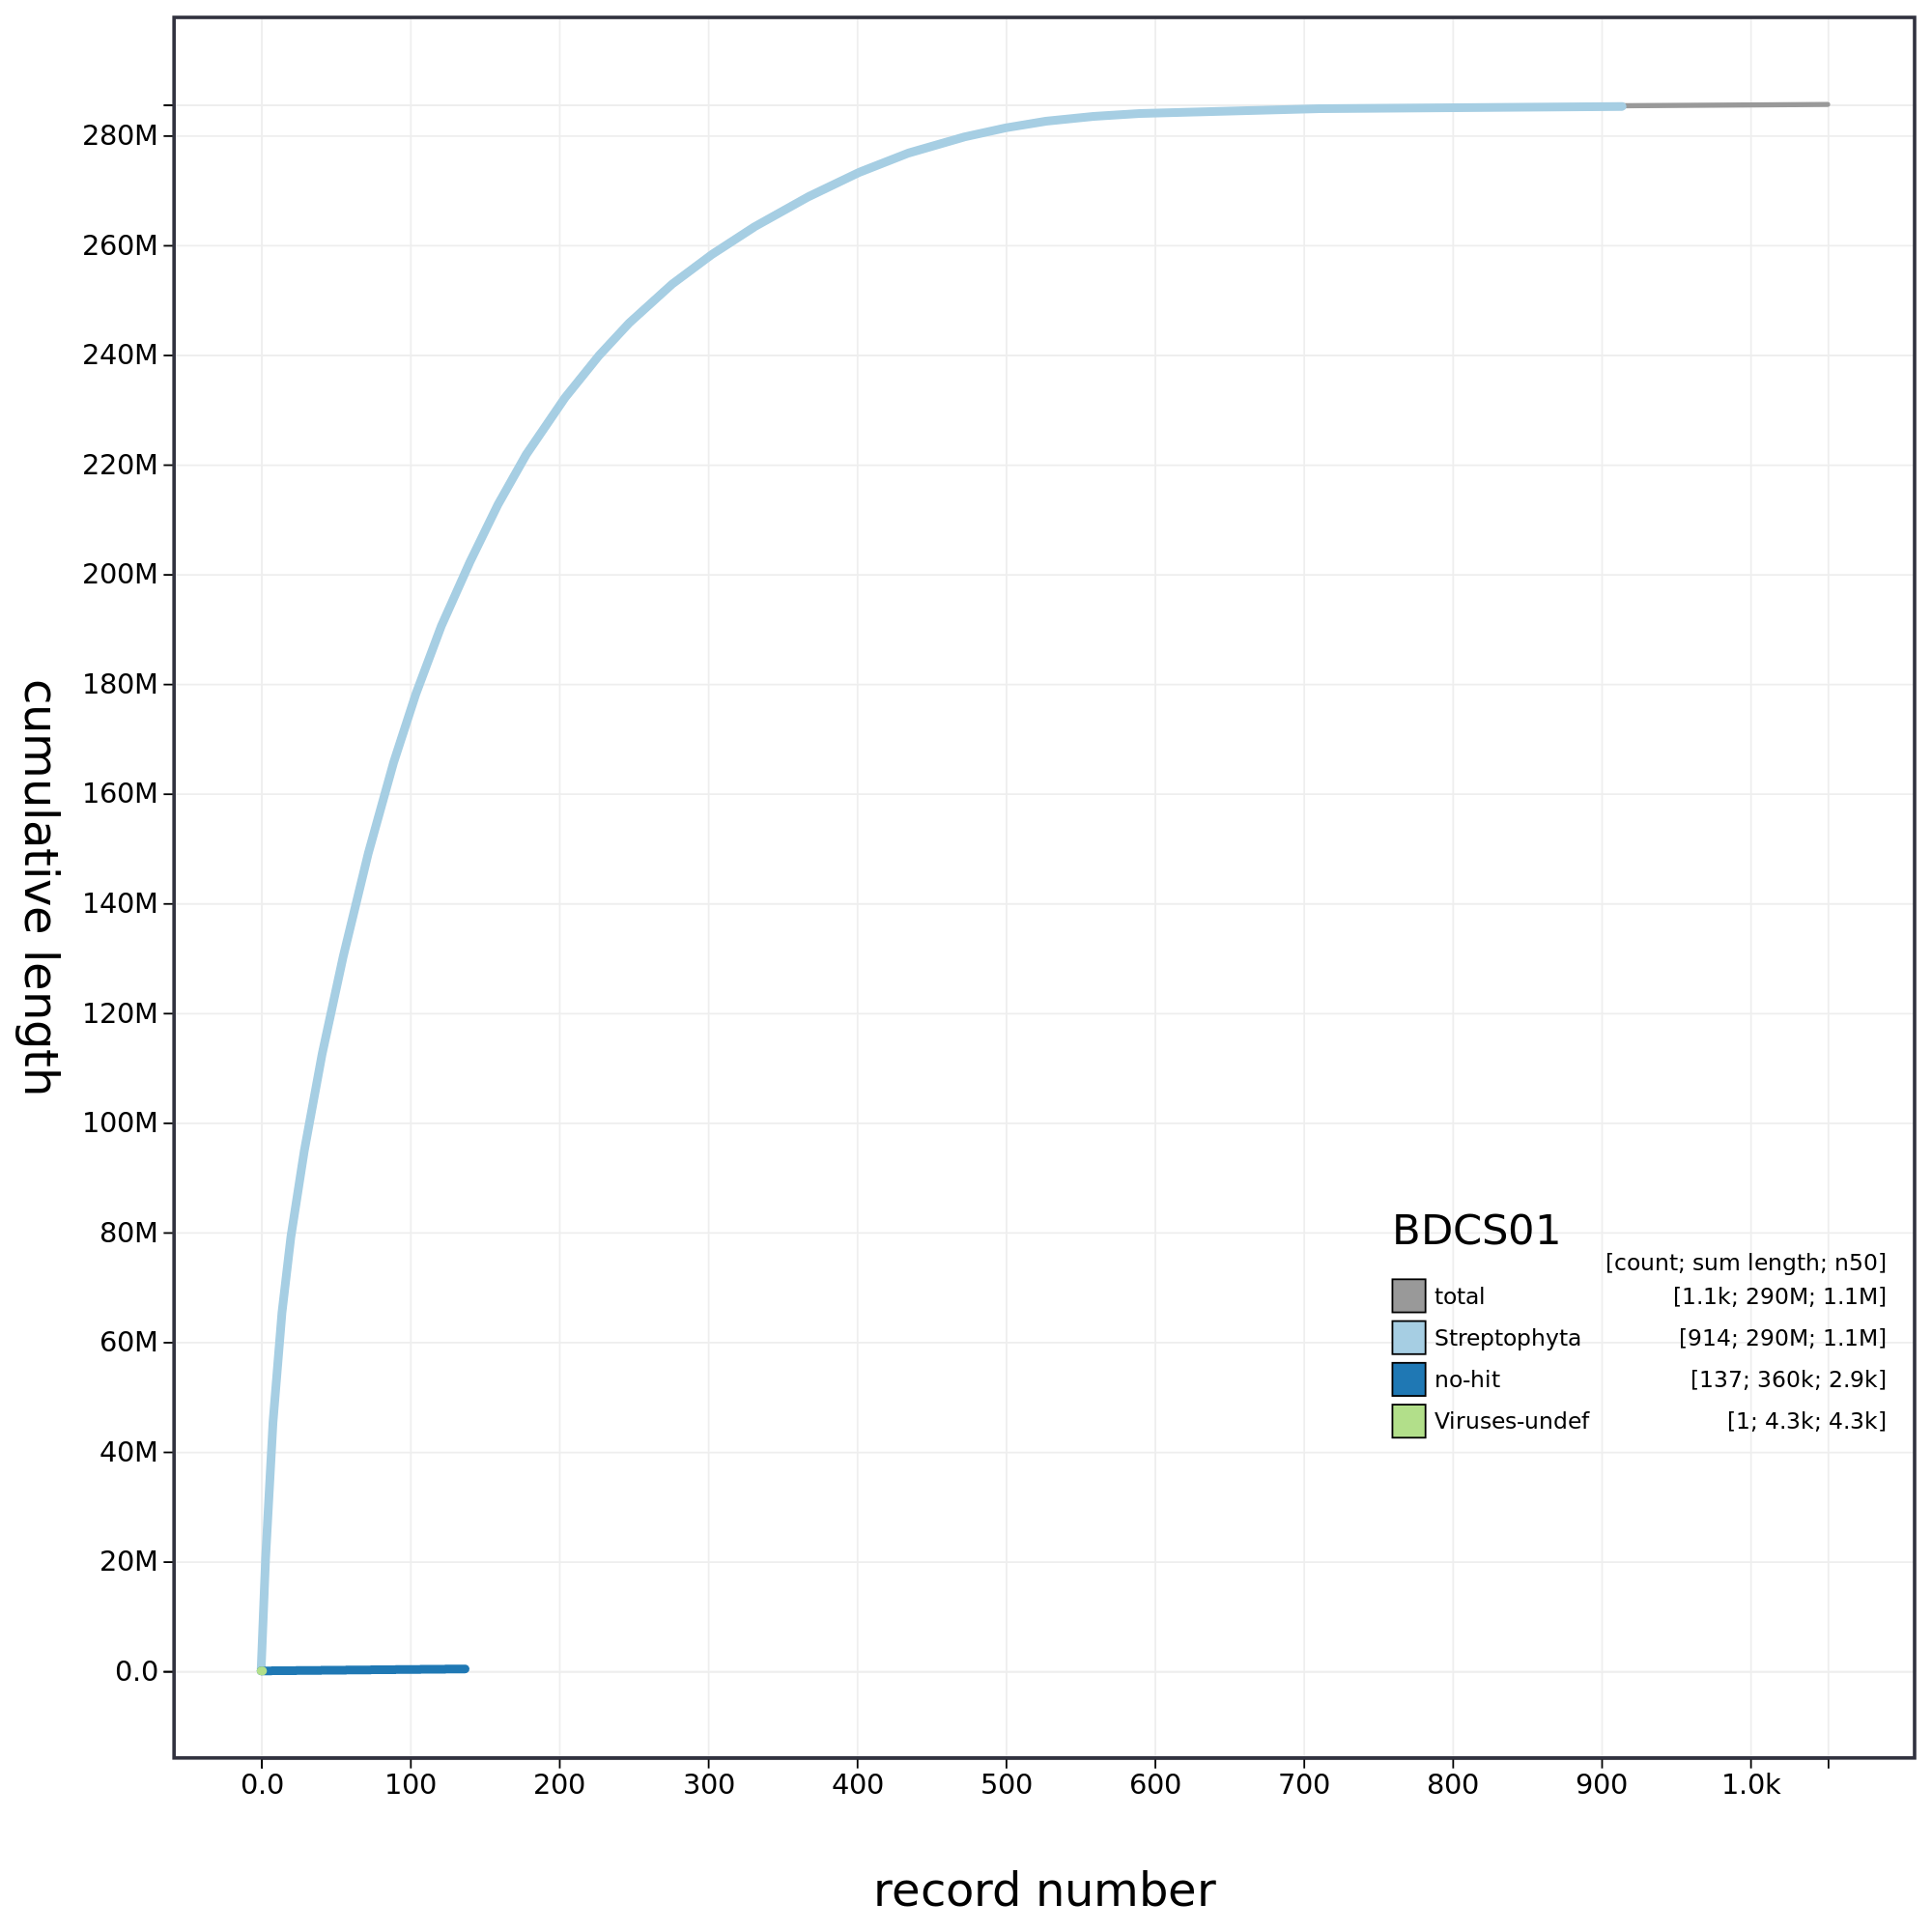 280M
260M
240M
220M
200M
180M
160M
140M
120M
100M
80M
60M
40M
20M
0.0
cumulative length
BDCS01
[count; sum length; n50]
total [1.1k; 290M; 1.1M]
Streptophyta [914; 290M; 1.1M]
no-hit [137; 360k; 2.9k]
Viruses-undef [1; 4.3k; 4.3k]
0.0 100 200 300 400 500 600 700 800 900 1.0k
record number